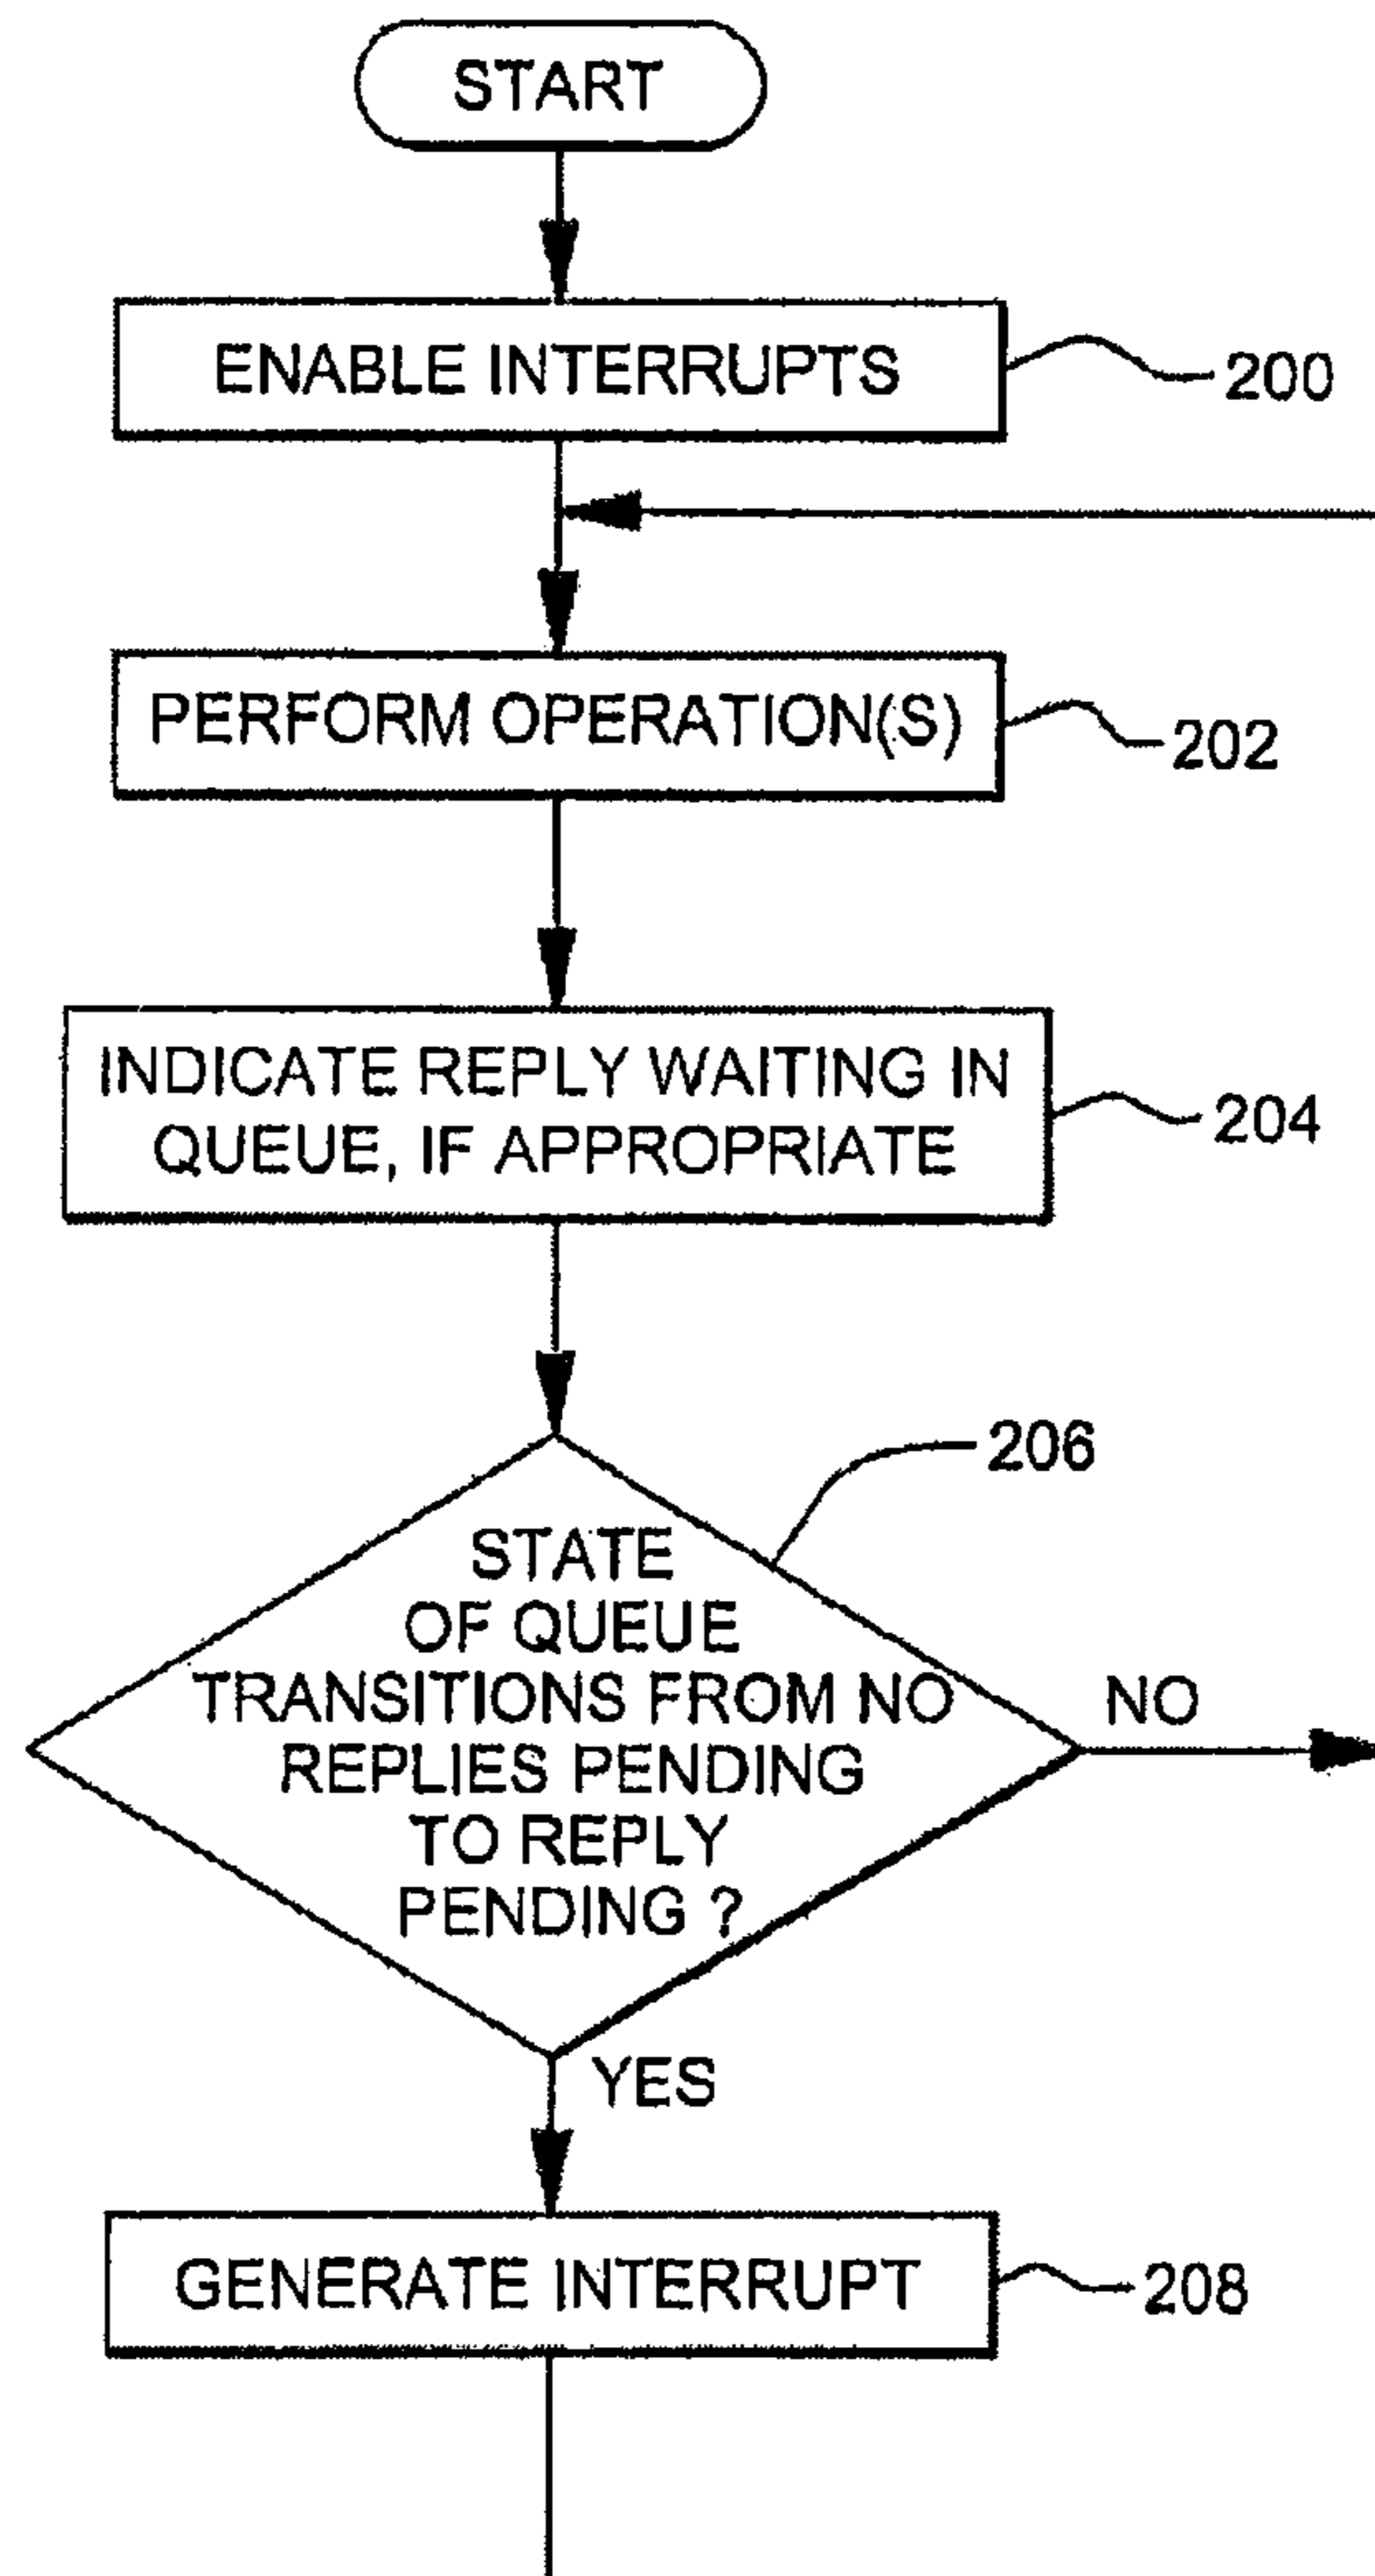 START
ENABLE INTERRUPTS
200
PERFORM OPERATION(S)
202
INDICATE REPLY WAITING IN
QUEUE, IF APPROPRIATE
204
206
STATE
OF QUEUE
TRANSITIONS FROM NO
REPLIES PENDING
TO REPLY
PENDING ?
NO
YES
GENERATE INTERRUPT
208